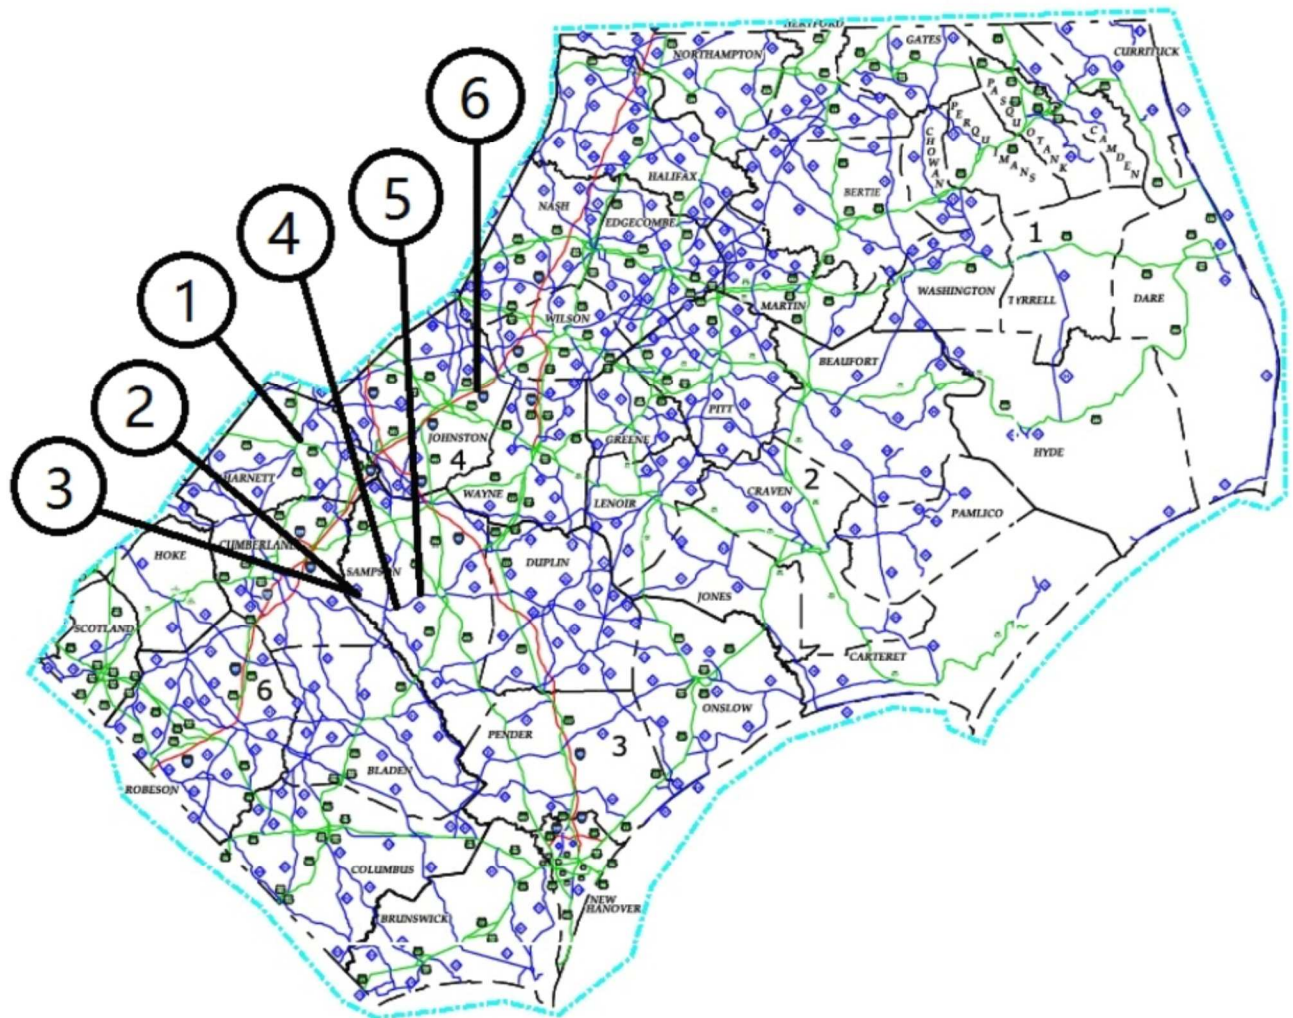 HERTFORD
GATES
NORTHAMPTON
CURRITUCK
PASQUOTANK
PERQUIMANS
CAMDEN
CHOWAN
6
HALIFAX
BERTIE
NASH
5
EDGECOMBE
4
1
1
WASHINGTON
TYRRELL
DARE
MARTIN
WILSON
BEAUFORT
2
PITT
JOHNSTON
GREENE
HYDE
4
3
HARNETT
2
WAYNE
CRAVEN
LENOIR
PAMLICO
CUMBERLAND
HOKE
DUPLIN
SAMPSON
JONES
SCOTLAND
CARTERET
6
ONSLOW
PENDER
3
BLADEN
ROBESON
COLUMBUS
NEW
HANOVER
BRUNSWICK